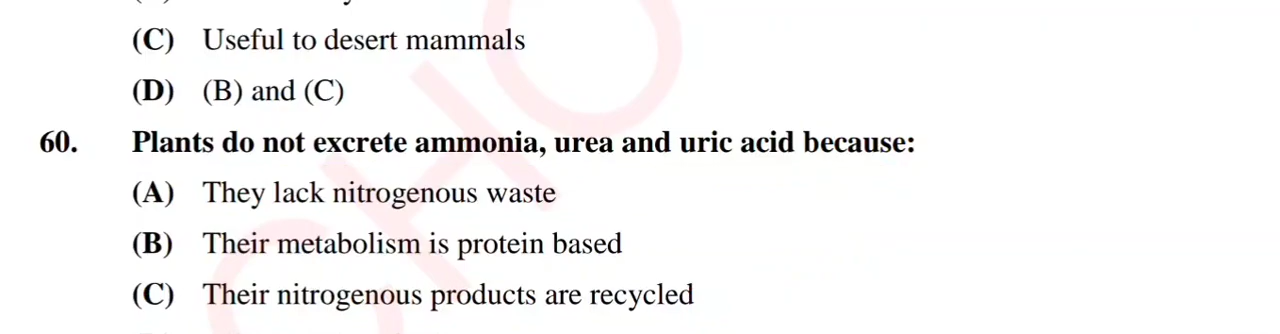 (C) Useful to desert mammals
(D) (B) and (C)
60. Plants do not excrete ammonia, urea and uric acid because:
(A) They lack nitrogenous waste
(B) Their metabolism is protein based
(C) Their nitrogenous products are recycled